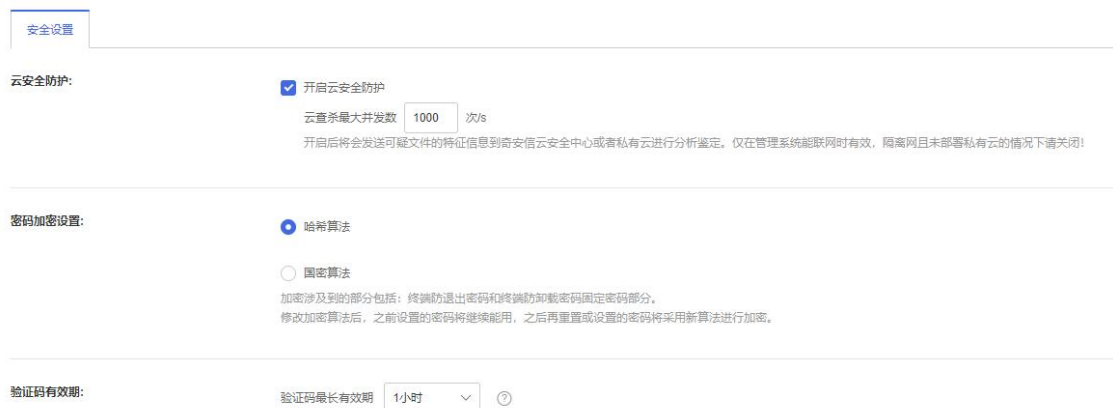 安全设置
云安全防护:
开启云安全防护
云查杀最大并发数 1000 次/s
开启后将会发送可疑文件的特征信息到奇安信云安全中心或者私有云进行分析鉴定。仅在管理系统能联网时有效，隔离网且未部署私有云的情况下请关闭！
密码加密设置:
哈希算法
国密算法
加密涉及到的部分包括：终端防退出密码和终端防卸载密码固定密码部分。
修改加密算法后，之前设置的密码将继续能用，之后再重置或设置的密码将采用新算法进行加密。
验证码有效期:
验证码最长有效期 1小时 ?